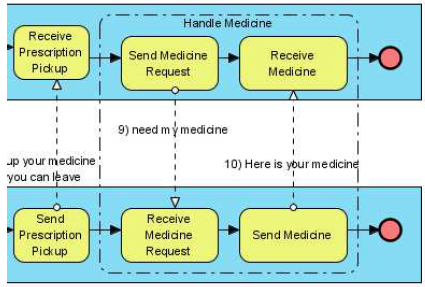 Handle Medicine
Receive
Prescription
Pickup
Send Medicine
Request
Receive
Medicine
9) need my medicine
up your medicine
you can leave
10) Here is your medicine
Send
Prescription
Pickup
Receive
Medicine
Request
Send Medicine